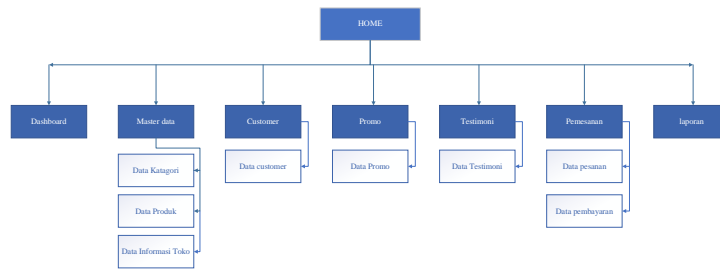 HOME
Dashboard
Master data
Customer
Promo
Testimoni
Pemesanan
laporan
Data Katagori
Data customer
Data Promo
Data Testimoni
Data pesanan
Data Produk
Data pembayaran
Data Informasi Toko